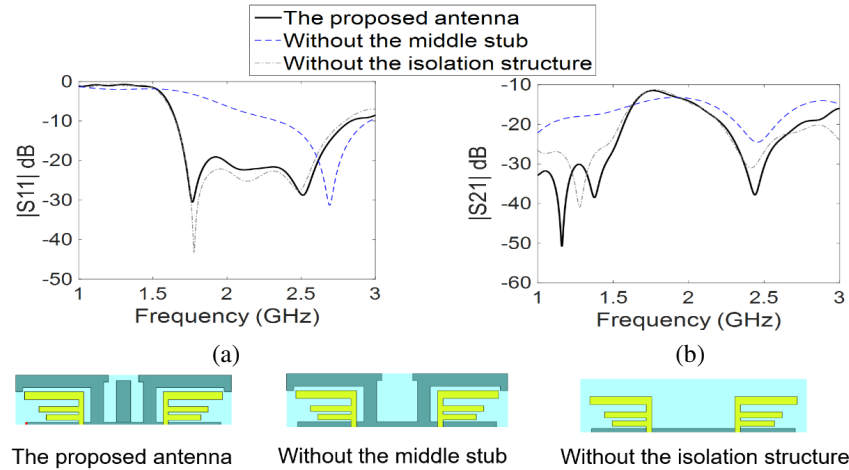 The proposed antenna
Without the middle stub
Without the isolation structure
0
-10
-20
-30
-40
-50
|S11| dB
1
1.5
2
2.5
3
Frequency (GHz)
(a)
-10
-20
-30
-40
-50
-60
|S21| dB
1
1.5
2
2.5
3
Frequency (GHz)
(b)
The proposed antenna
Without the middle stub
Without the isolation structure